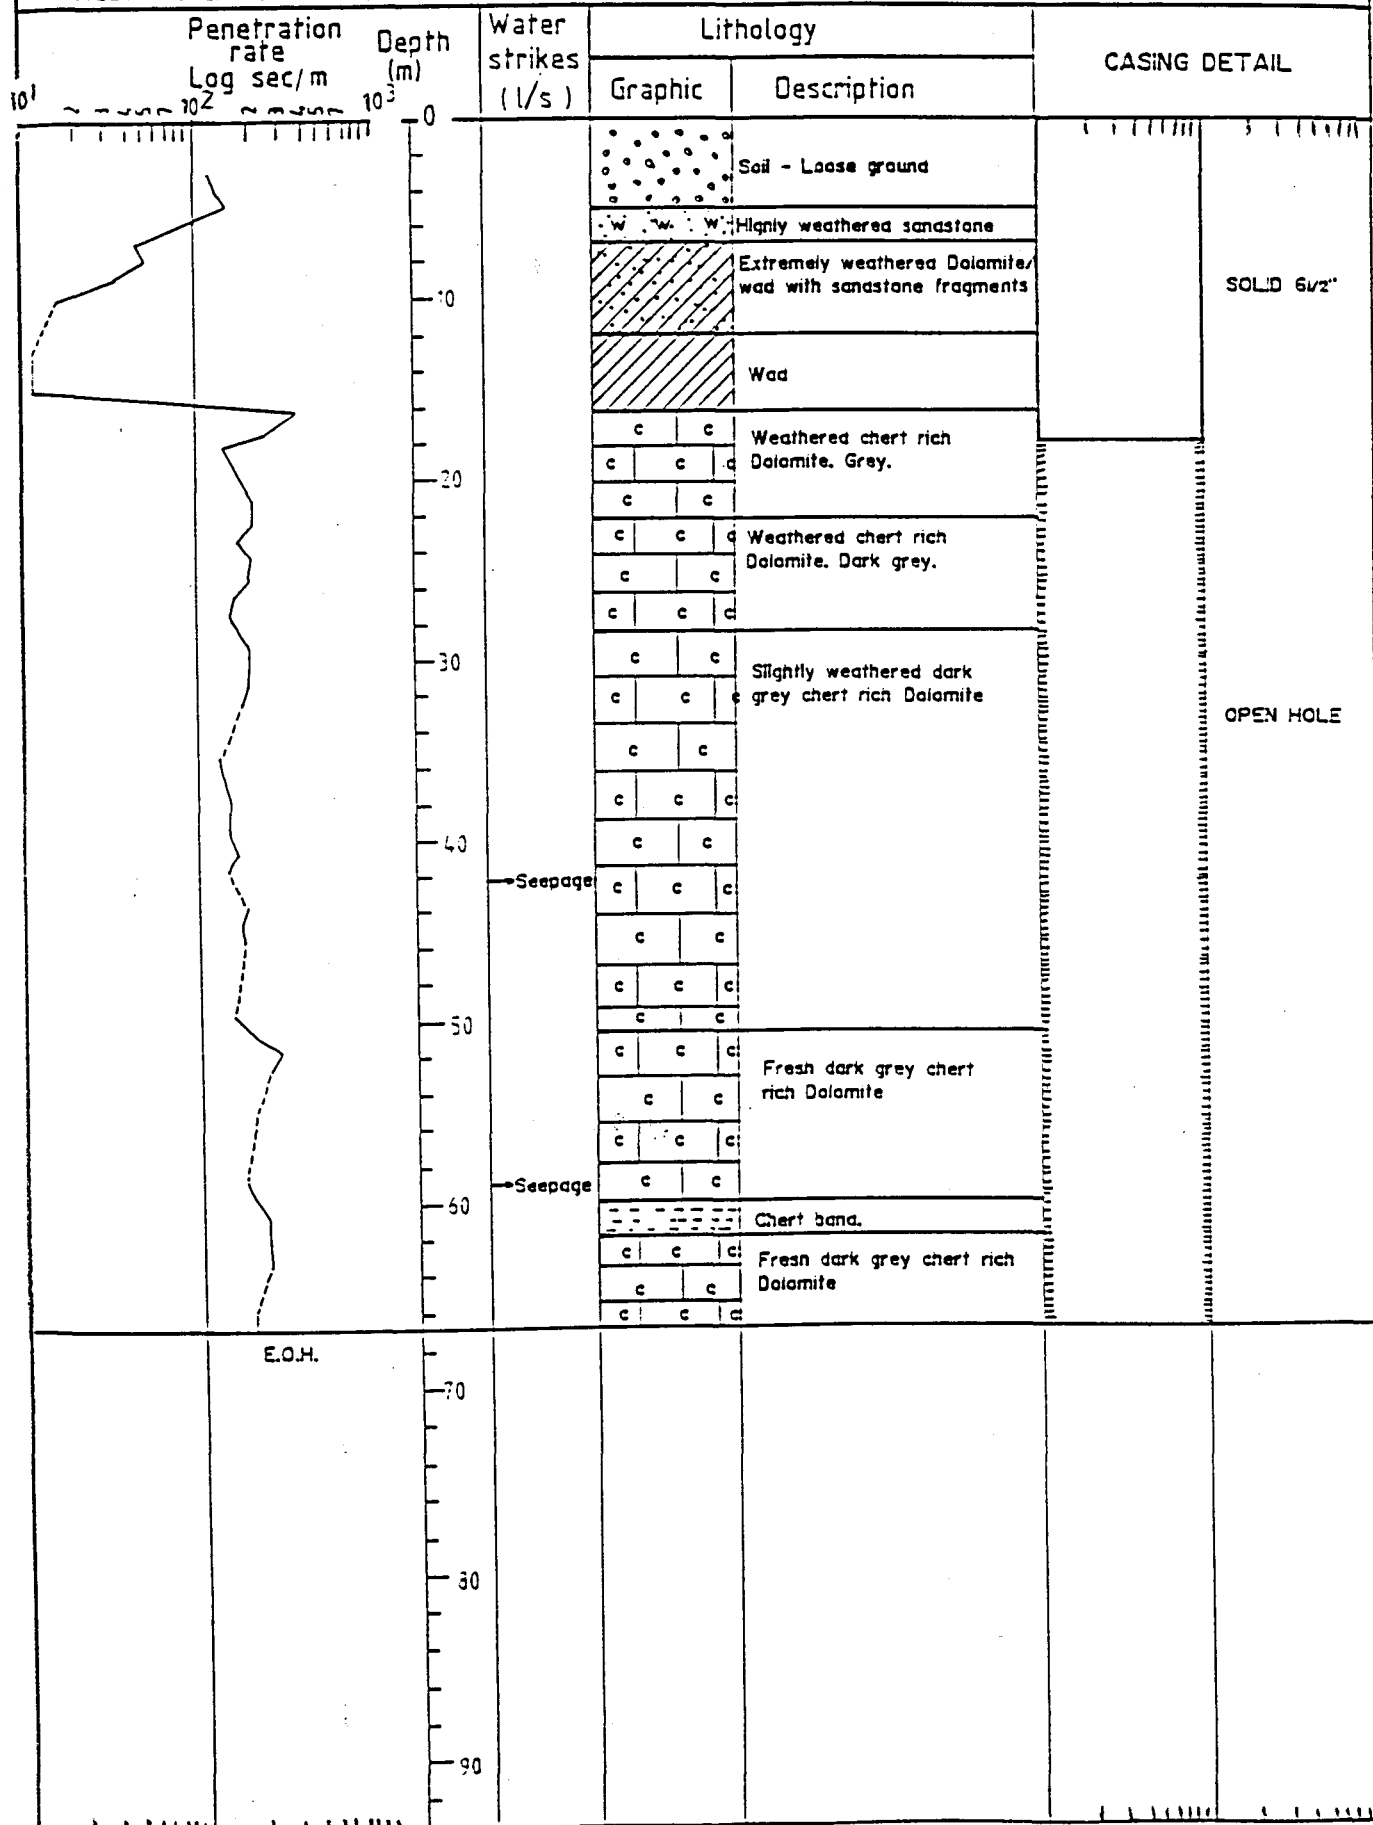 Penetration
rate
Log sec/m
Depth
(m)
Water
strikes
(l/s)
Lithology
Graphic
Description
CASING DETAIL
10¹
10²
10³
0
Soil - Loose ground
W W W
Highly weathered sandstone
Extremely weathered Dolomite/
wad with sandstone fragments
SOLID 6 1/2"
10
Wad
Weathered chert rich
Dolomite. Grey.
20
Weathered chert rich
Dolomite. Dark grey.
30
Slightly weathered dark
grey chert rich Dolomite
OPEN HOLE
40
Seepage
50
Fresh dark grey chert
rich Dolomite
Seepage
60
Chert band.
Fresh dark grey chert rich
Dolomite
E.O.H.
70
80
90